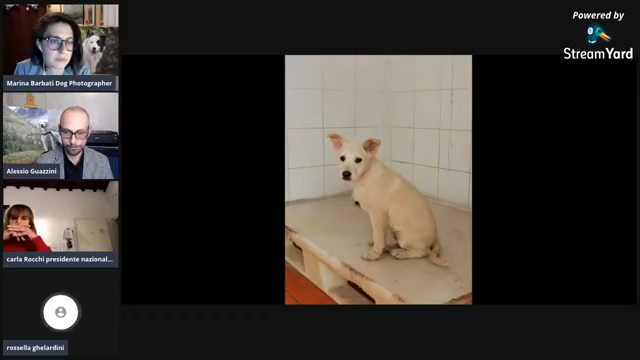 Powered by
StreamYard
Marina Barbati Dog Photographer
Alessio Guazzini
carla Rocchi presidente nazional...
rossella ghelardini